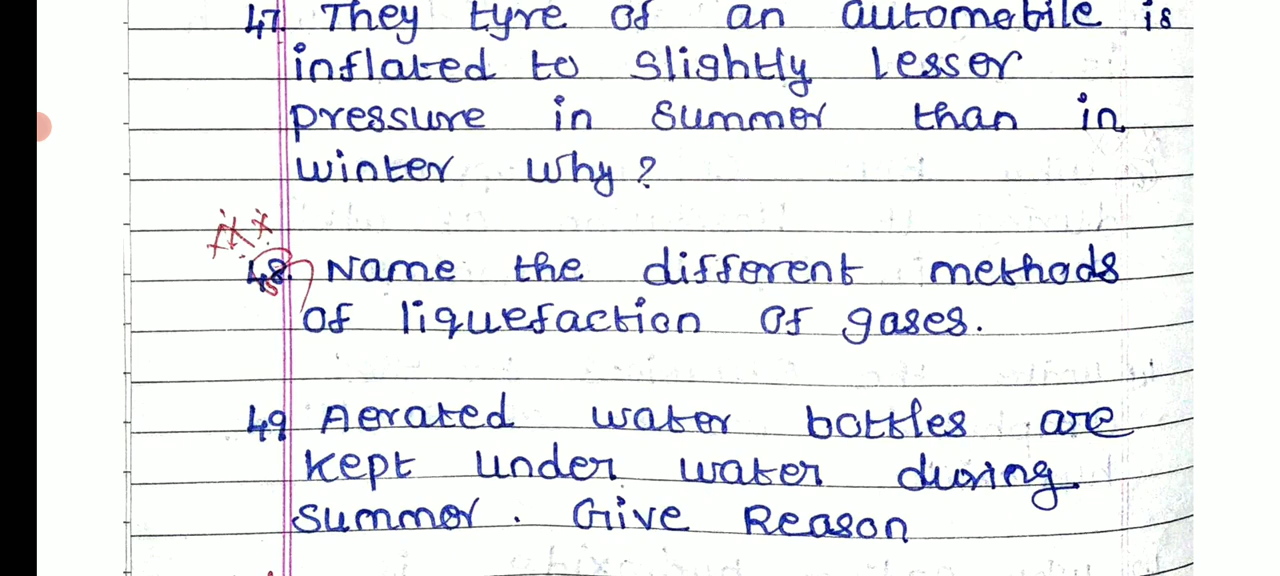 47 They tyre of an automobile is
inflated to slightly lesser
pressure in summer than in
winter why?
48. Name the different methods
of liquefaction of gases.
49 Aerated water bottles are
kept under water during
summer. Give Reason